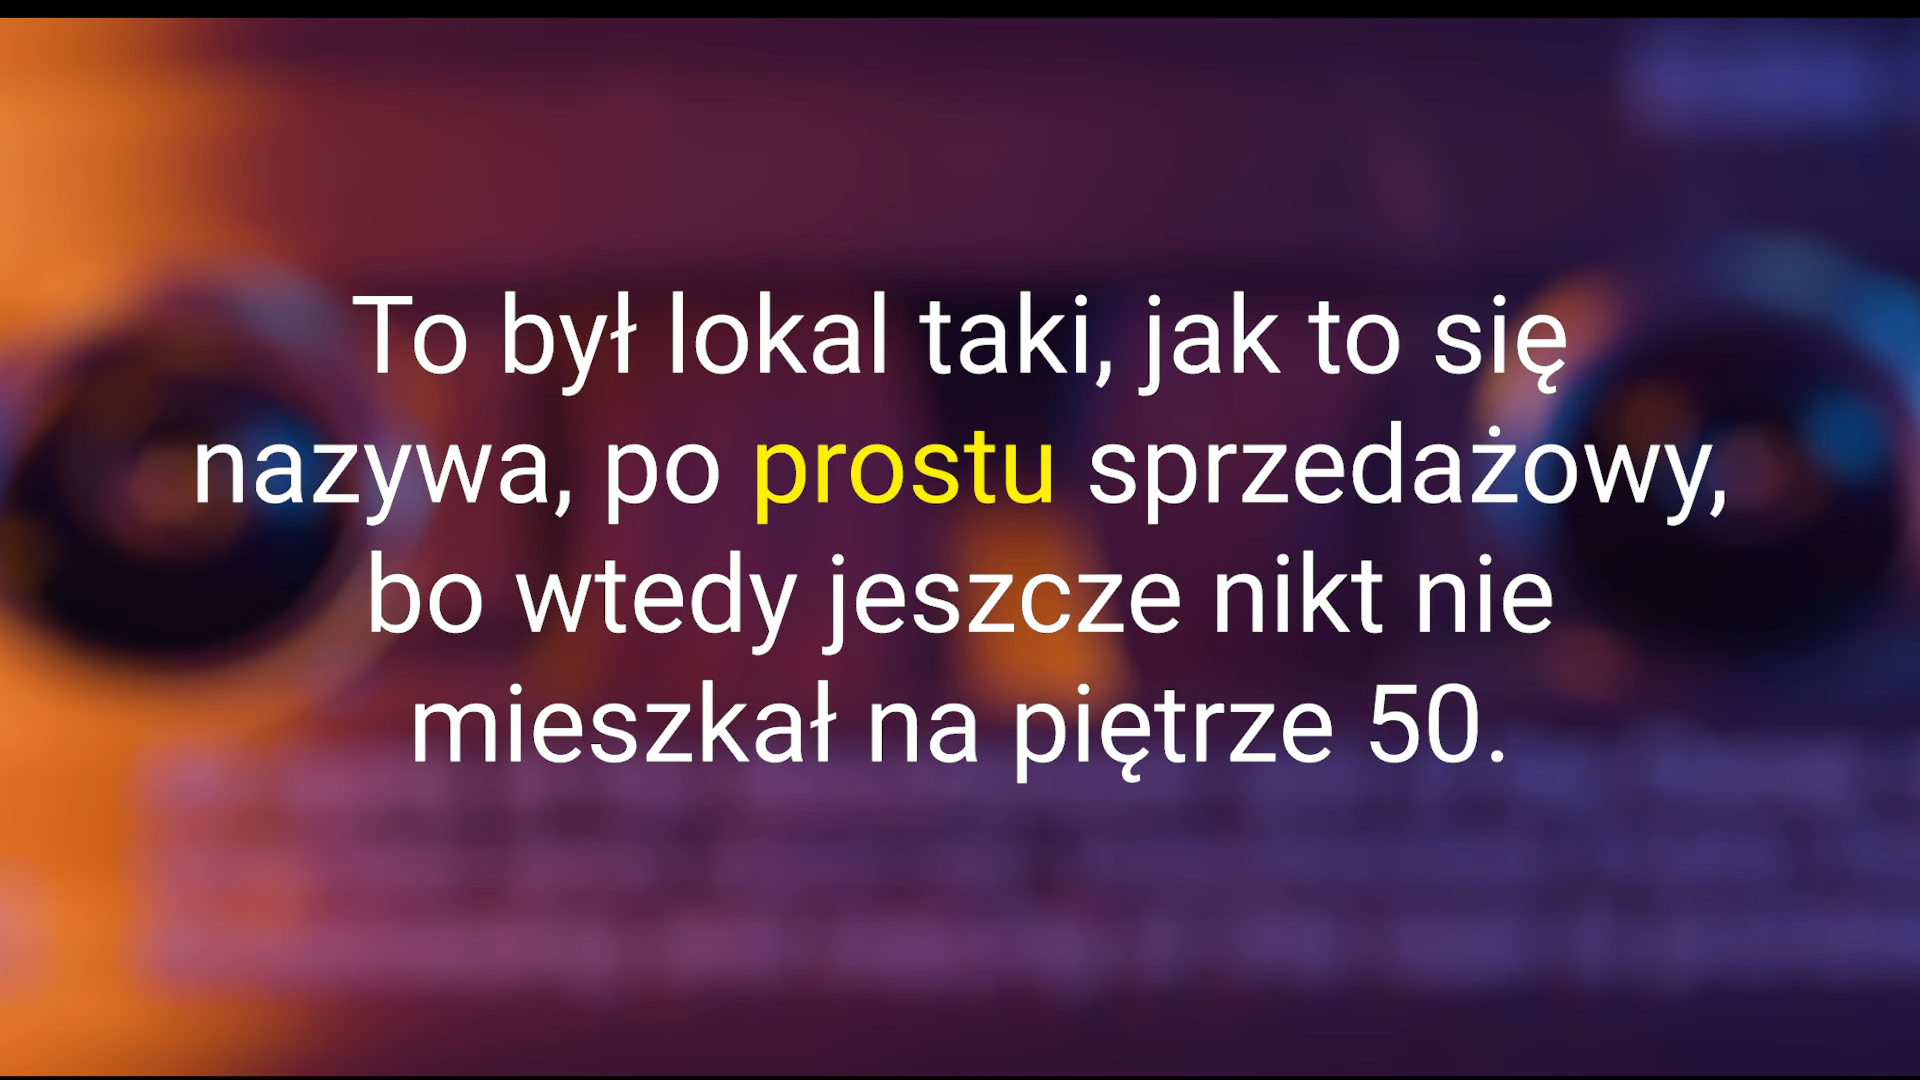 To był lokal taki, jak to się
nazywa, po prostu sprzedażowy,
bo wtedy jeszcze nikt nie
mieszkał na piętrze 50.